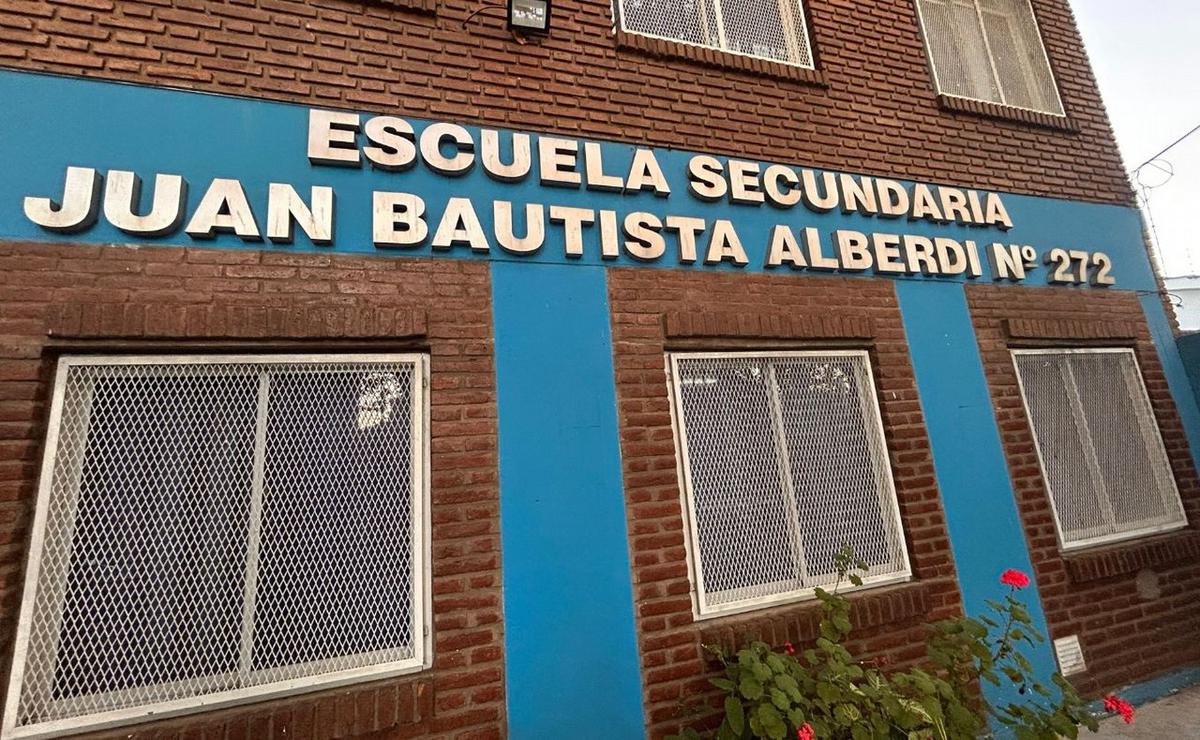 ESCUELA SECUNDARIA
JUAN BAUTISTA ALBERDI Nº 272